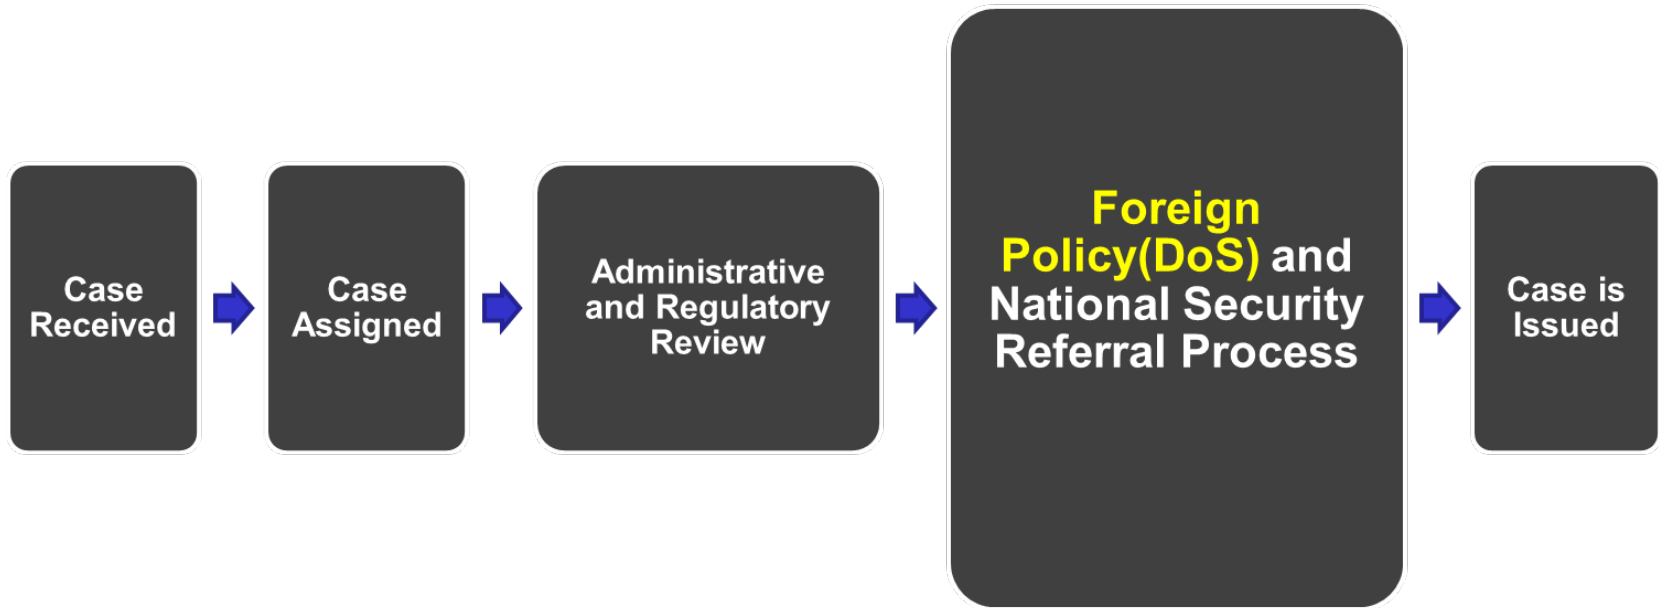 Case
Received
Case
Assigned
Administrative
and Regulatory
Review
Foreign
Policy(DoS) and
National Security
Referral Process
Case is
Issued